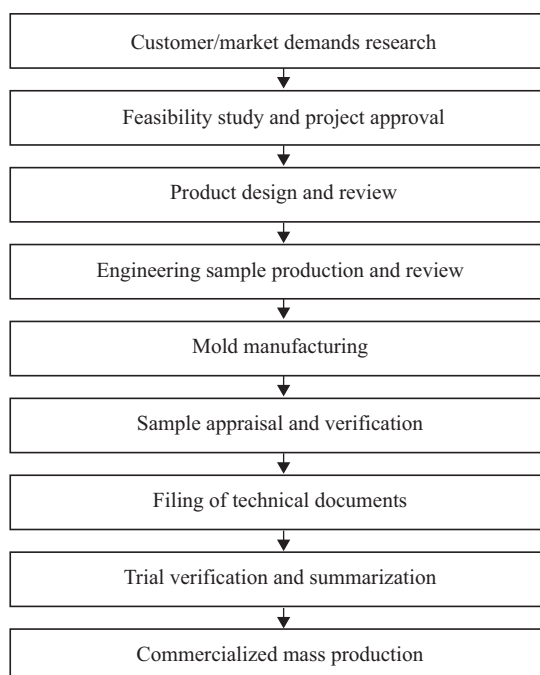 Customer/market demands research
Feasibility study and project approval
Product design and review
Engineering sample production and review
Mold manufacturing
Sample appraisal and verification
Filing of technical documents
Trial verification and summarization
Commercialized mass production